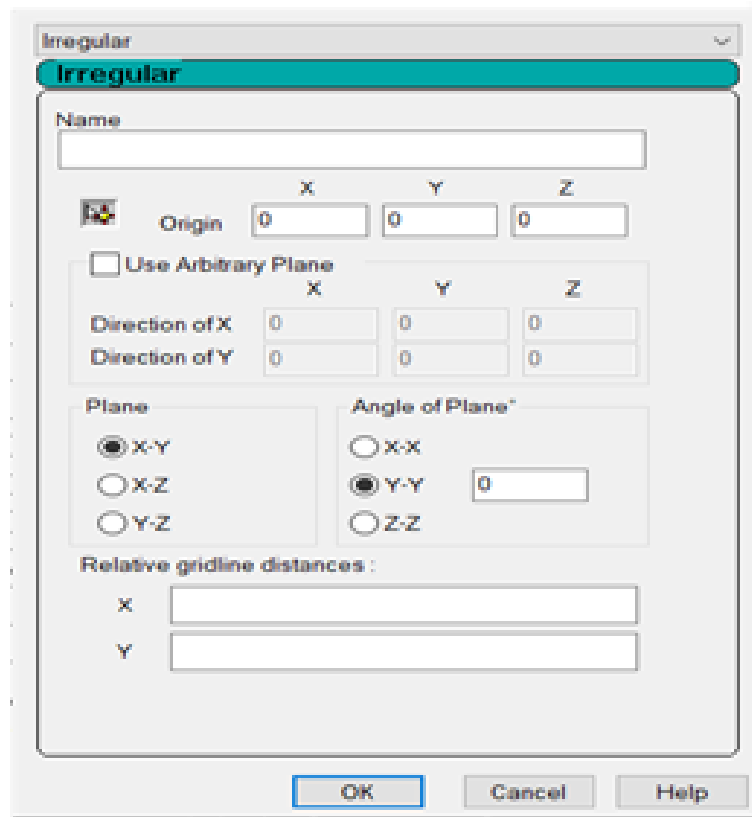 Irregular
Irregular
Name
X Y Z
Origin 0 0 0
Use Arbitrary Plane
X Y Z
Direction of X 0 0 0
Direction of Y 0 0 0
Plane Angle of Plane°
X-Y X-X
X-Z Y-Y 0
Y-Z Z-Z
Relative gridline distances :
X
Y
OK Cancel Help